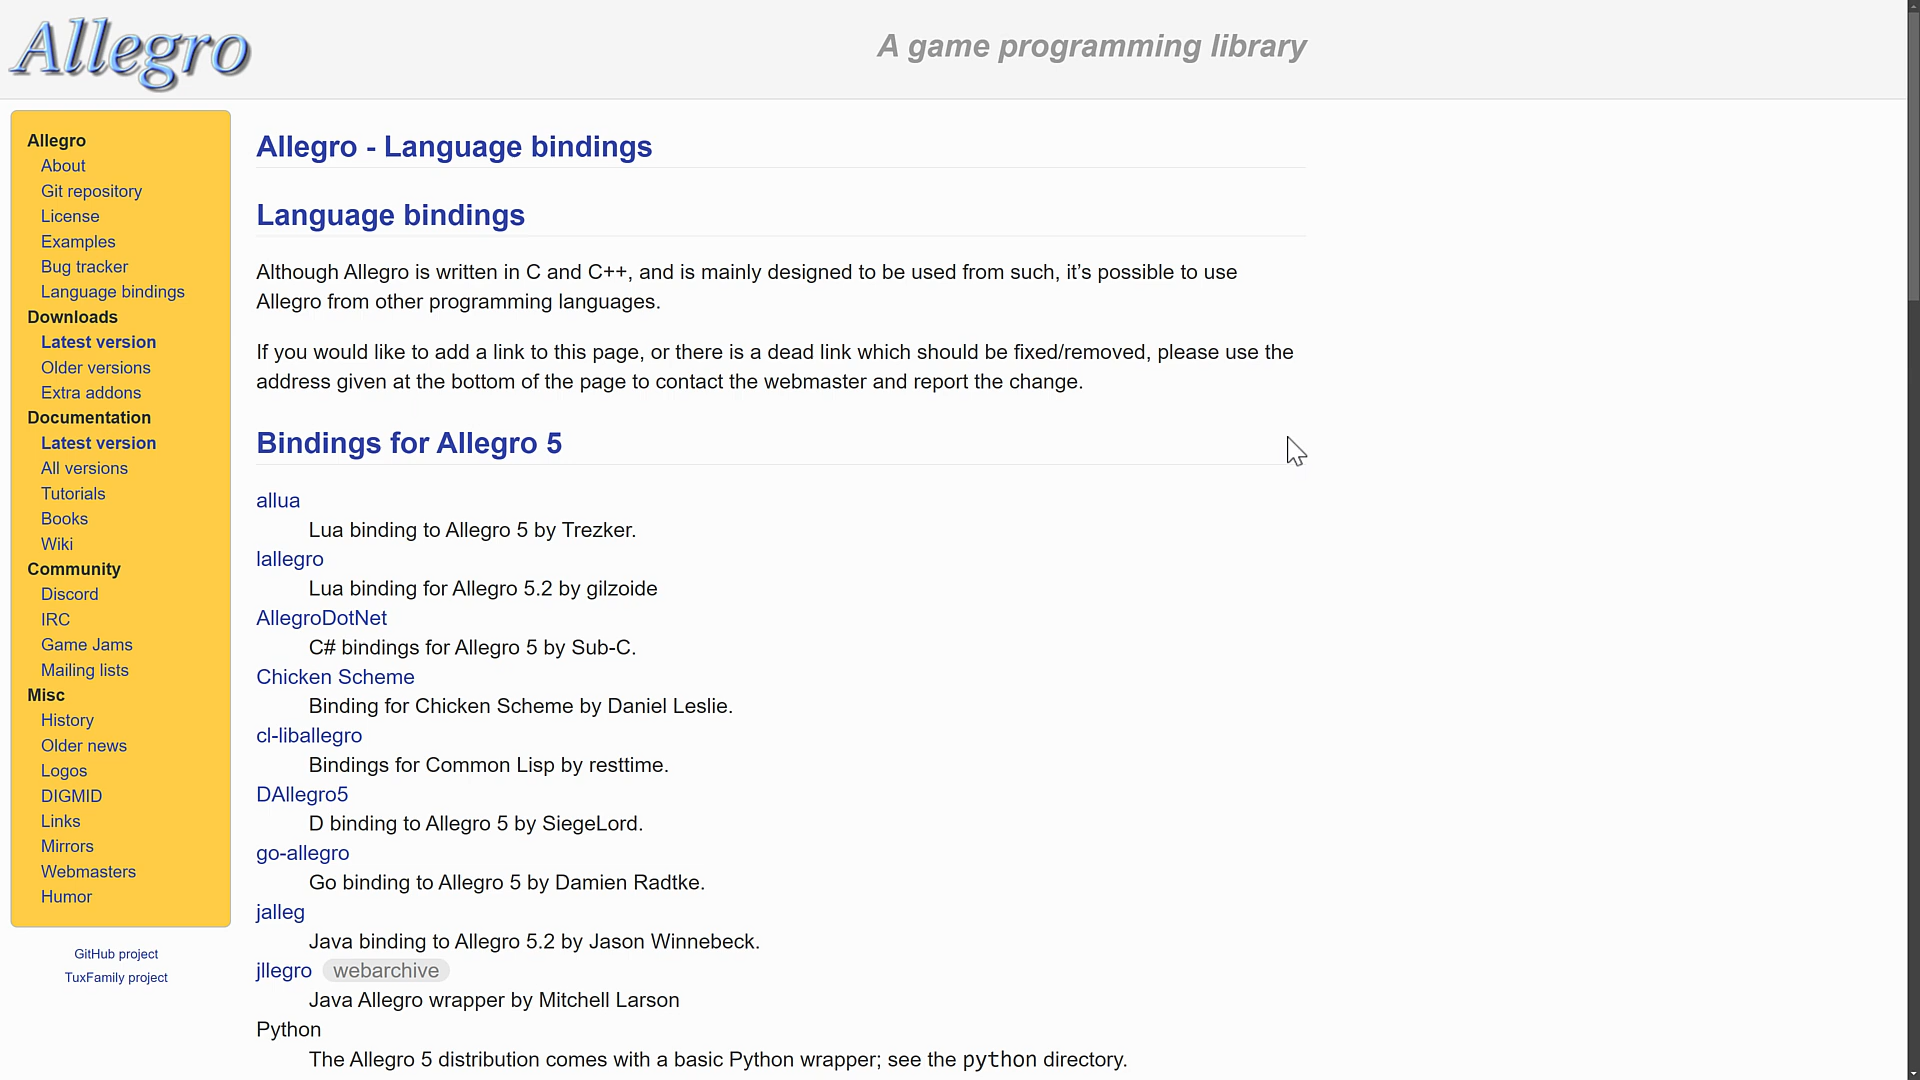 Allegro
A game programming library
Allegro
About
Git repository
License
Examples
Bug tracker
Language bindings
Downloads
Latest version
Older versions
Extra addons
Documentation
Latest version
All versions
Tutorials
Books
Wiki
Community
Discord
IRC
Game Jams
Mailing lists
Misc
History
Older news
Logos
DIGMID
Links
Mirrors
Webmasters
Humor
GitHub project
TuxFamily project
Allegro - Language bindings
Language bindings
Although Allegro is written in C and C++, and is mainly designed to be used from such, it’s possible to use
Allegro from other programming languages.
If you would like to add a link to this page, or there is a dead link which should be fixed/removed, please use the
address given at the bottom of the page to contact the webmaster and report the change.
Bindings for Allegro 5
allua
Lua binding to Allegro 5 by Trezker.
lallegro
Lua binding for Allegro 5.2 by gilzoide
AllegroDotNet
C# bindings for Allegro 5 by Sub-C.
Chicken Scheme
Binding for Chicken Scheme by Daniel Leslie.
cl-liballegro
Bindings for Common Lisp by resttime.
DAllegro5
D binding to Allegro 5 by SiegeLord.
go-allegro
Go binding to Allegro 5 by Damien Radtke.
jalleg
Java binding to Allegro 5.2 by Jason Winnebeck.
jllegro webarchive
Java Allegro wrapper by Mitchell Larson
Python
The Allegro 5 distribution comes with a basic Python wrapper; see the python directory.